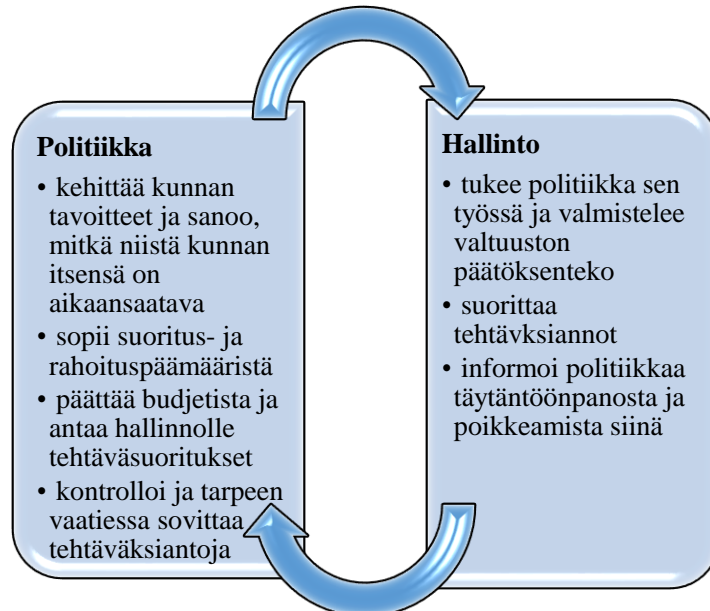 Politiikka
• kehittää kunnan
tavoitteet ja sanoo,
mitkä niistä kunnan
itsensä on
aikaansaatava
• sopii suoritus- ja
rahoituspäämääristä
• päättää budjetista ja
antaa hallinnolle
tehtäväsuoritukset
• kontrolloi ja tarpeen
vaatiessa sovittaa
tehtäväksiantoja
Hallinto
• tukee politiikka sen
työssä ja valmistelee
valtuuston
päätöksenteko
• suorittaa
tehtävksiannot
• informoi politiikkaa
täytäntöönpanosta ja
poikkeamista siinä